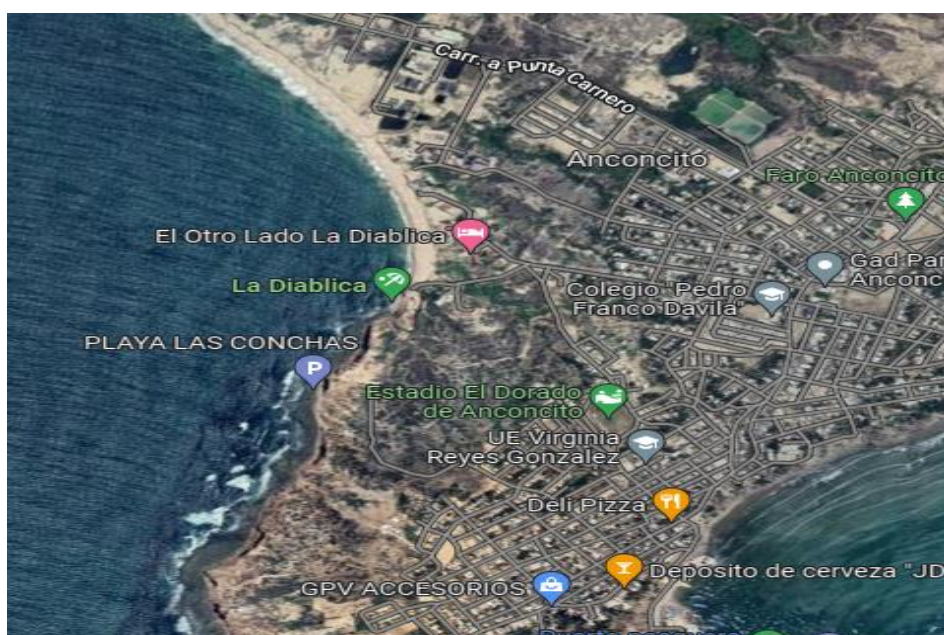 Carr. a Punta Carnero
Anconcito
Faro Anconcito
El Otro Lado La Diablica
Gad Par
Anconc
La Diablica
Colegio "Pedro
Franco Davila"
PLAYA LAS CONCHAS
P
Estadio El Dorado
de Anconcito
UE Virginia
Reyes Gonzalez
Deli Pizza
Deposito de cerveza "JD
GPV ACCESORIOS